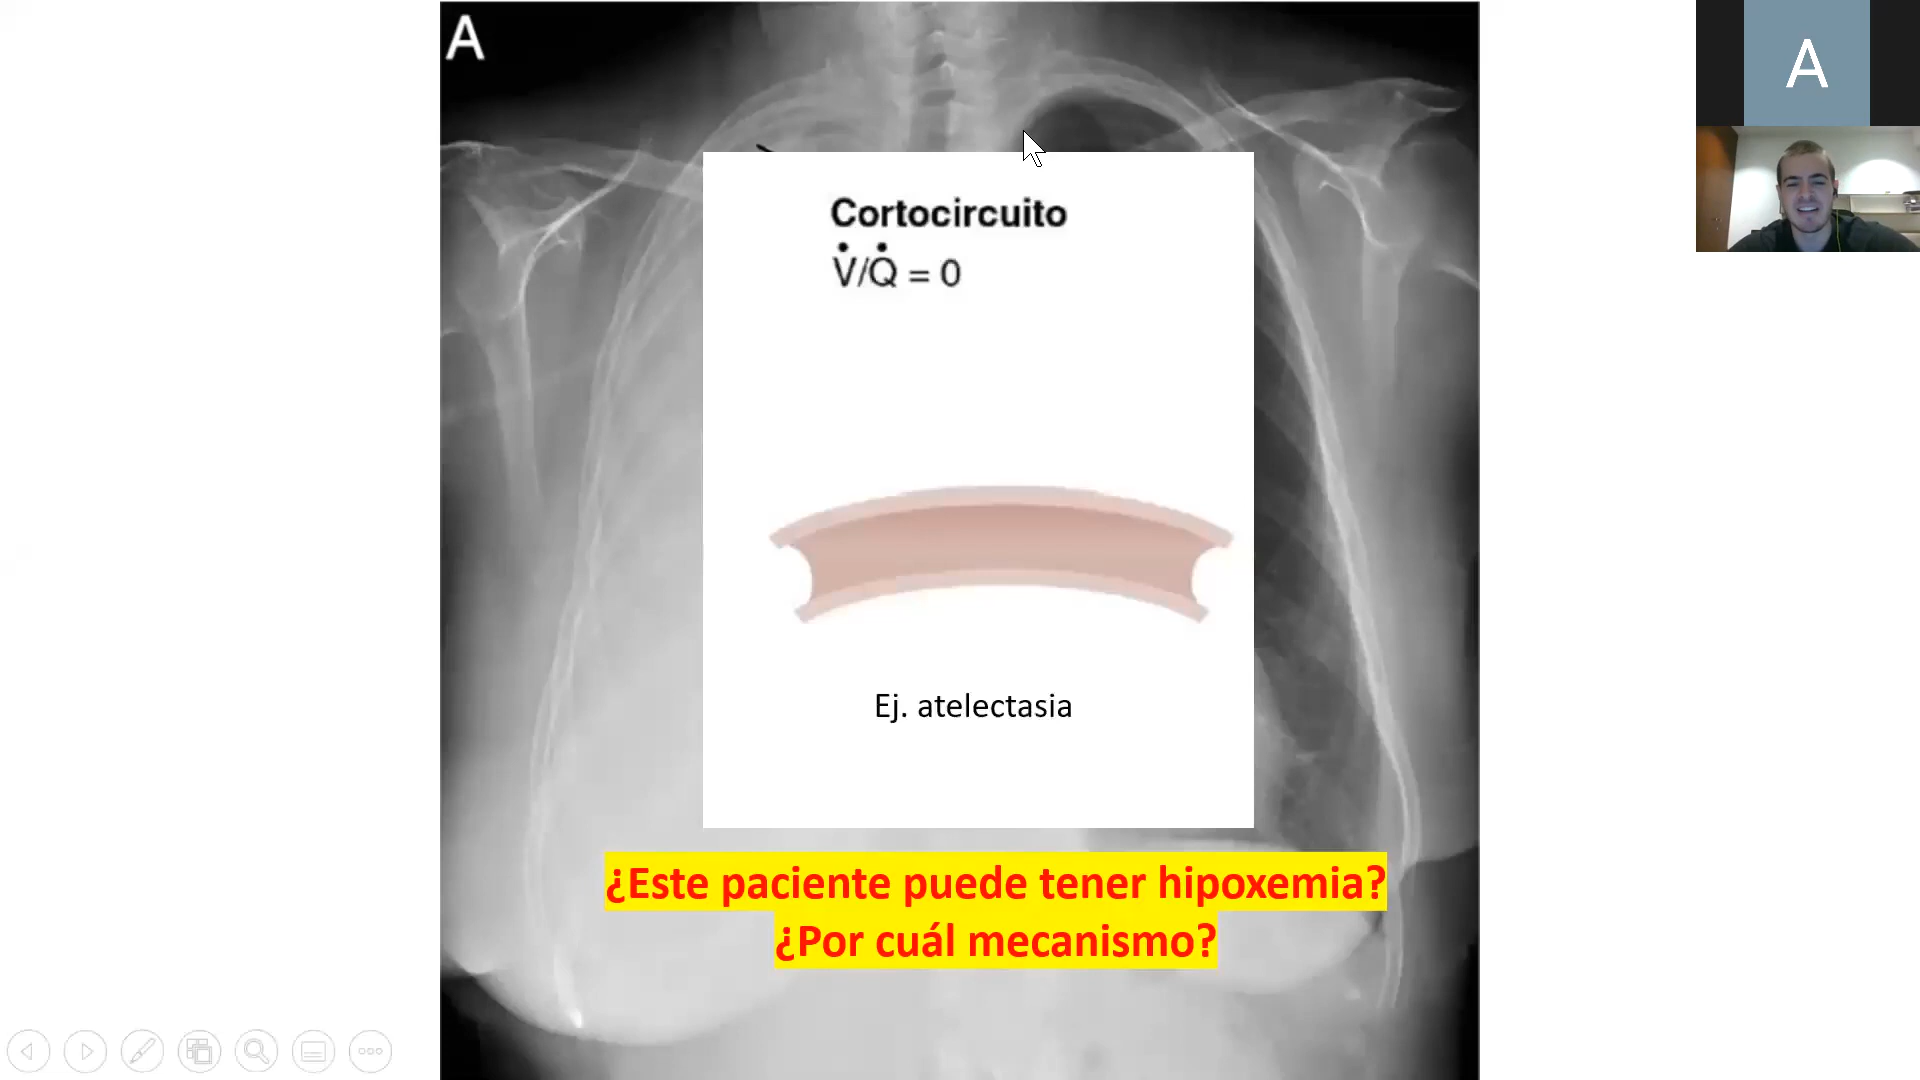 A
A
Cortocircuito
V̇/Q̇ = 0
Ej. atelectasia
¿Este paciente puede tener hipoxemia?
¿Por cuál mecanismo?